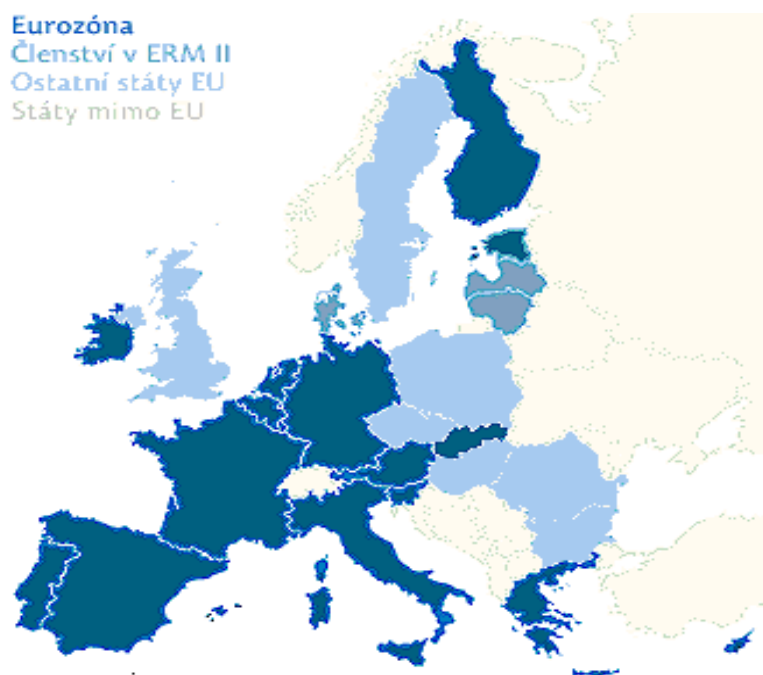 Eurozóna
Členství v ERM II
Ostatní státy EU
Státy mimo EU